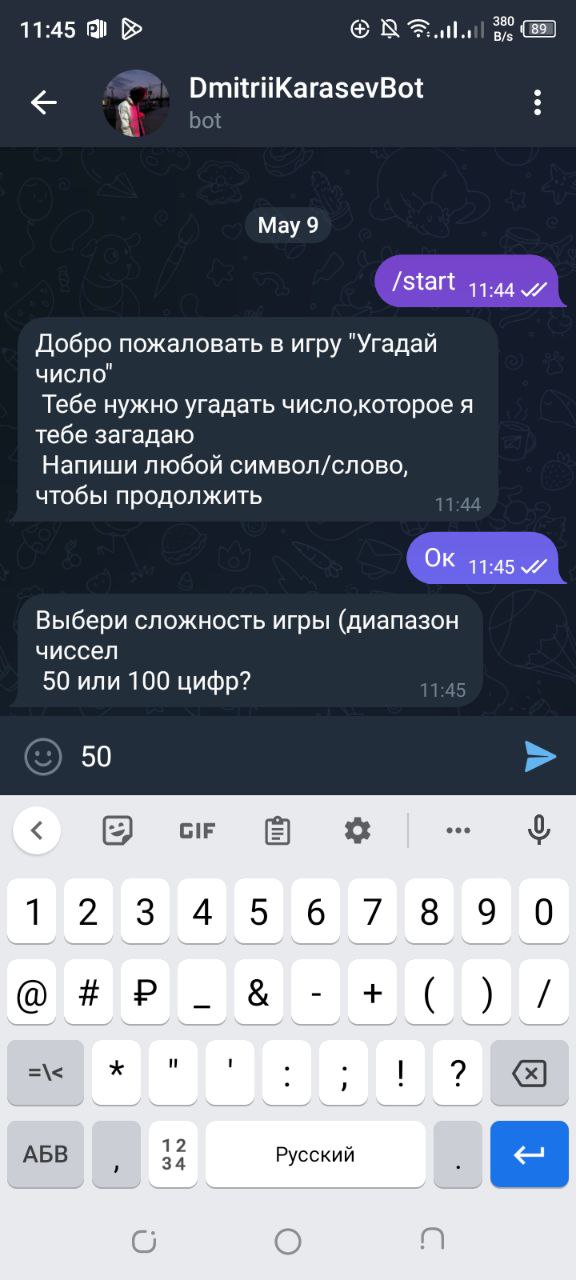 11:45
380
B/s
89
DmitriiKarasevBot
bot
May 9
/start 11:44
Добро пожаловать в игру "Угадай
число"
Тебе нужно угадать число,которое я
тебе загадаю
Напиши любой символ/слово,
чтобы продолжить
11:44
Ок 11:45
Выбери сложность игры (диапазон
чиссел
50 или 100 цифр?
11:45
50
GIF
1 2 3 4 5 6 7 8 9 0
@ # ₽ _ & - + ( ) /
=\< * " ' : ; ! ?
АБВ , 12 34 Русский .